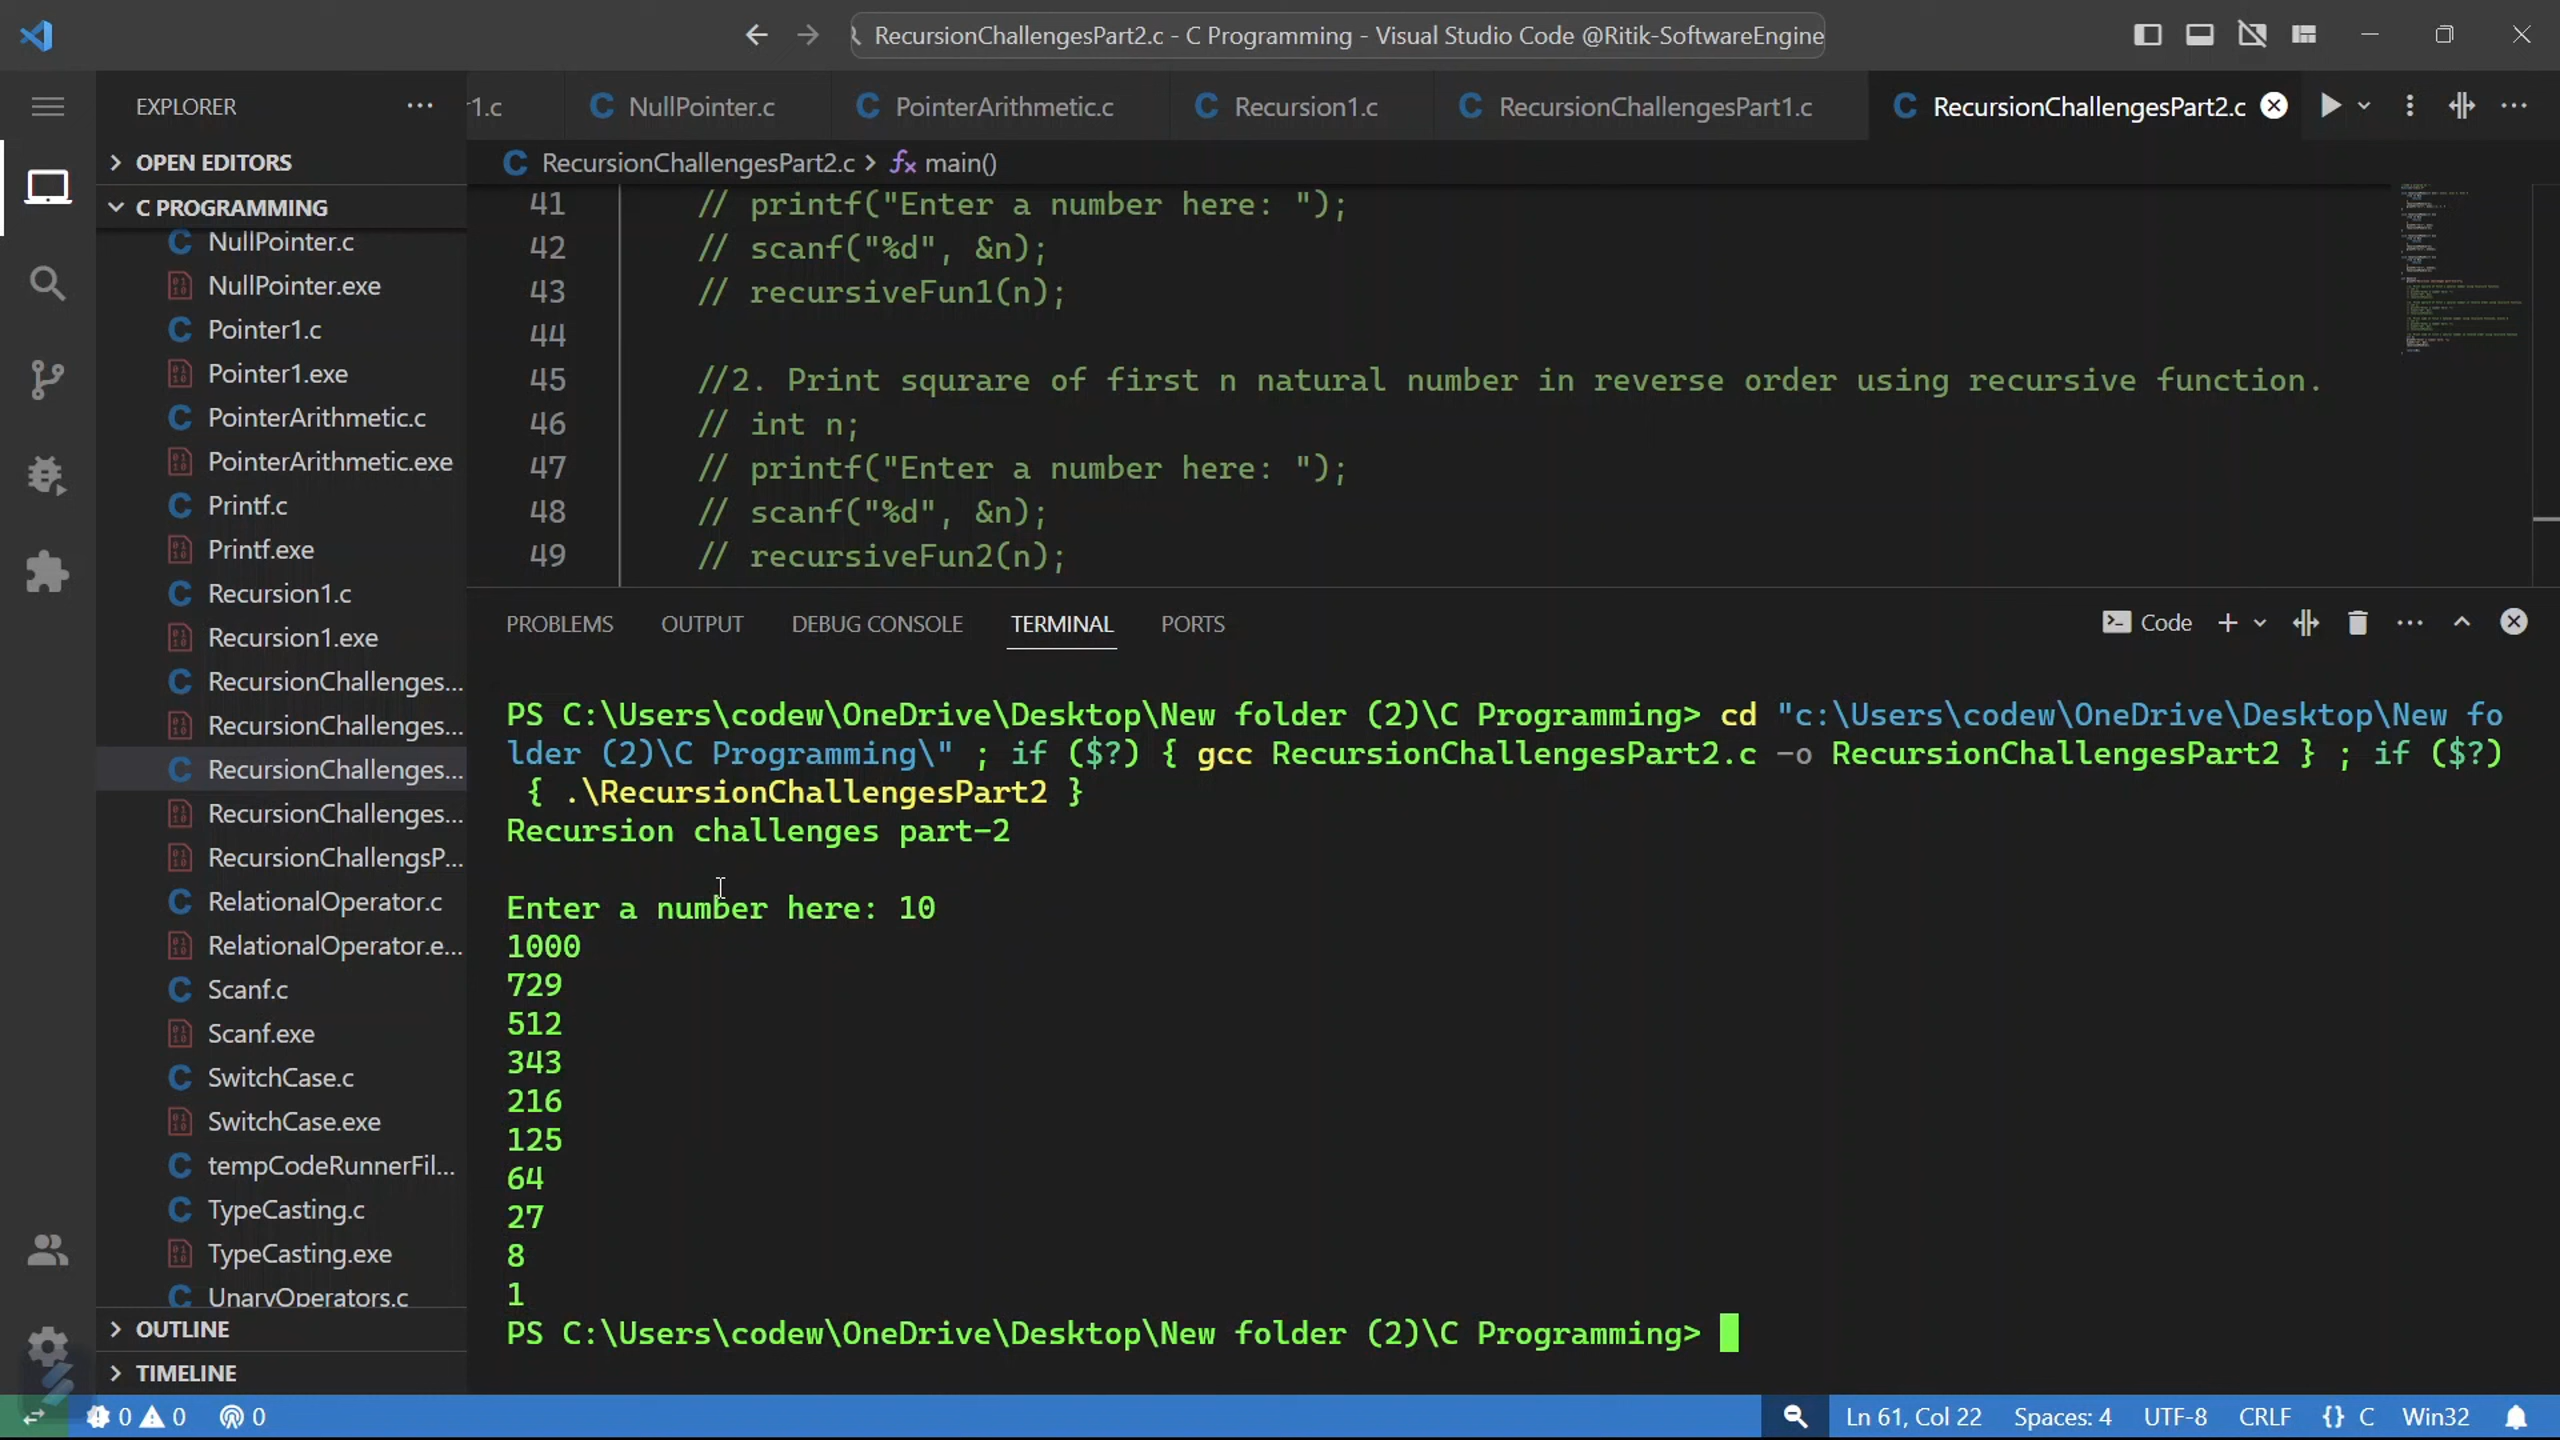 RecursionChallengesPart2.c - C Programming - Visual Studio Code @Ritik-SoftwareEngine
EXPLORER
r1.c
NullPointer.c
PointerArithmetic.c
Recursion1.c
RecursionChallengesPart1.c
RecursionChallengesPart2.c
OPEN EDITORS
C PROGRAMMING
NullPointer.c
NullPointer.exe
Pointer1.c
Pointer1.exe
PointerArithmetic.c
PointerArithmetic.exe
Printf.c
Printf.exe
Recursion1.c
Recursion1.exe
RecursionChallenges...
RecursionChallenges...
RecursionChallenges...
RecursionChallenges...
RecursionChallengsP...
RelationalOperator.c
RelationalOperator.e...
Scanf.c
Scanf.exe
SwitchCase.c
SwitchCase.exe
tempCodeRunnerFil...
TypeCasting.c
TypeCasting.exe
UnaryOperators.c
OUTLINE
TIMELINE
RecursionChallengesPart2.c > main()
41 // printf("Enter a number here: ");
42 // scanf("%d", &n);
43 // recursiveFun1(n);
44
45 //2. Print squrare of first n natural number in reverse order using recursive function.
46 // int n;
47 // printf("Enter a number here: ");
48 // scanf("%d", &n);
49 // recursiveFun2(n);
PROBLEMS OUTPUT DEBUG CONSOLE TERMINAL PORTS
Code
PS C:\Users\codew\OneDrive\Desktop\New folder (2)\C Programming> cd "c:\Users\codew\OneDrive\Desktop\New fo
lder (2)\C Programming\" ; if ($?) { gcc RecursionChallengesPart2.c -o RecursionChallengesPart2 } ; if ($?)
{ .\RecursionChallengesPart2 }
Recursion challenges part-2
Enter a number here: 10
1000
729
512
343
216
125
64
27
8
1
PS C:\Users\codew\OneDrive\Desktop\New folder (2)\C Programming>
0 0 0
Ln 61, Col 22 Spaces: 4 UTF-8 CRLF {} C Win32